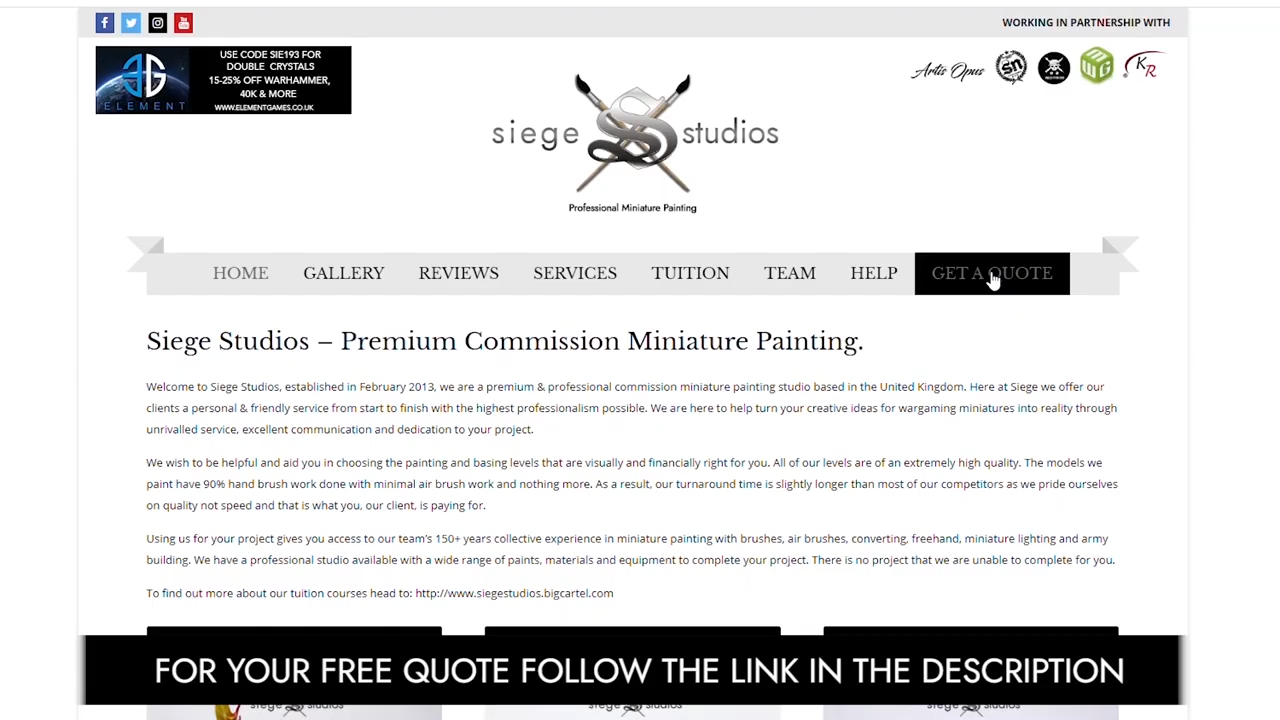 WORKING IN PARTNERSHIP WITH
USE CODE SIE193 FOR
DOUBLE CRYSTALS
15-25% OFF WARHAMMER,
40K & MORE
WWW.ELEMENTGAMES.CO.UK
ELEMENT
Artis Opus
KR
siege S studios
Professional Miniature Painting
HOME GALLERY REVIEWS SERVICES TUITION TEAM HELP GET A QUOTE
Siege Studios – Premium Commission Miniature Painting.
Welcome to Siege Studios, established in February 2013, we are a premium & professional commission miniature painting studio based in the United Kingdom. Here at Siege we offer our
clients a personal & friendly service from start to finish with the highest professionalism possible. We are here to help turn your creative ideas for wargaming miniatures into reality through
unrivalled service, excellent communication and dedication to your project.
We wish to be helpful and aid you in choosing the painting and basing levels that are visually and financially right for you. All of our levels are of an extremely high quality. The models we
paint have 90% hand brush work done with minimal air brush work and nothing more. As a result, our turnaround time is slightly longer than most of our competitors as we pride ourselves
on quality not speed and that is what you, our client, is paying for.
Using us for your project gives you access to our team’s 150+ years collective experience in miniature painting with brushes, air brushes, converting, freehand, miniature lighting and army
building. We have a professional studio available with a wide range of paints, materials and equipment to complete your project. There is no project that we are unable to complete for you.
To find out more about our tuition courses head to: http://www.siegestudios.bigcartel.com
FOR YOUR FREE QUOTE FOLLOW THE LINK IN THE DESCRIPTION